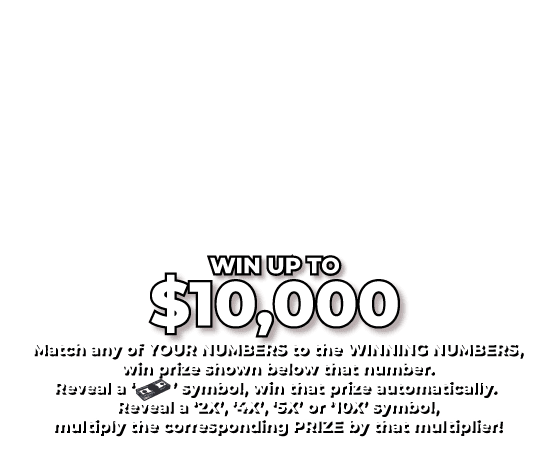 WIN UP TO
$10,000
Match any of YOUR NUMBERS to the WINNING NUMBERS,
win prize shown below that number.
Reveal a ‘ ’ symbol, win that prize automatically.
Reveal a ‘2X’, ‘4X’, ‘5X’ or ‘10X’ symbol,
multiply the corresponding PRIZE by that multiplier!